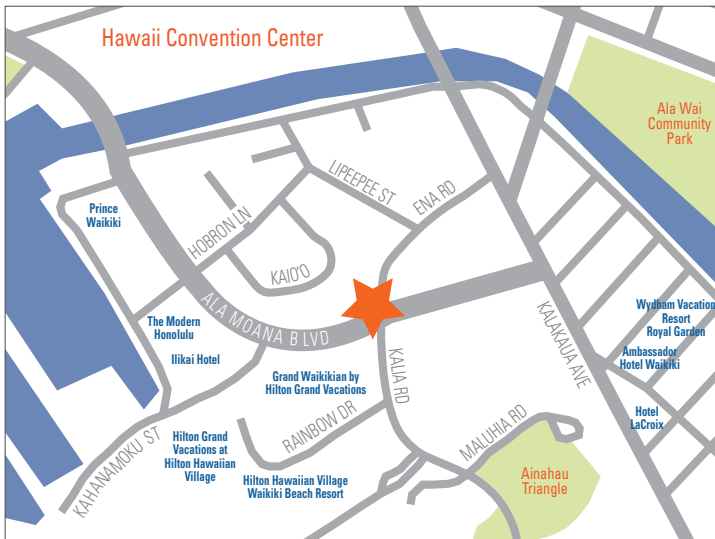 Hawaii Convention Center
Ala Wai
Community
Park
LIPEEPEE ST
ENA RD
Prince
Waikiki
HOBRON LN
KAIO'O
ALA MOANA BLVD
KALAKAUA AVE
Wydham Vacation
Resort
Royal Garden
The Modern
Honolulu
Ilikai Hotel
Ambassador
Hotel Waikiki
Grand Waikikian by
Hilton Grand Vacations
KALIA RD
Hotel
LaCroix
RAINBOW DR
MALUHIA RD
KAHANAMOKU ST
Hilton Grand
Vacations at
Hilton Hawaiian
Village
Hilton Hawaiian Village
Waikiki Beach Resort
Ainahau
Triangle